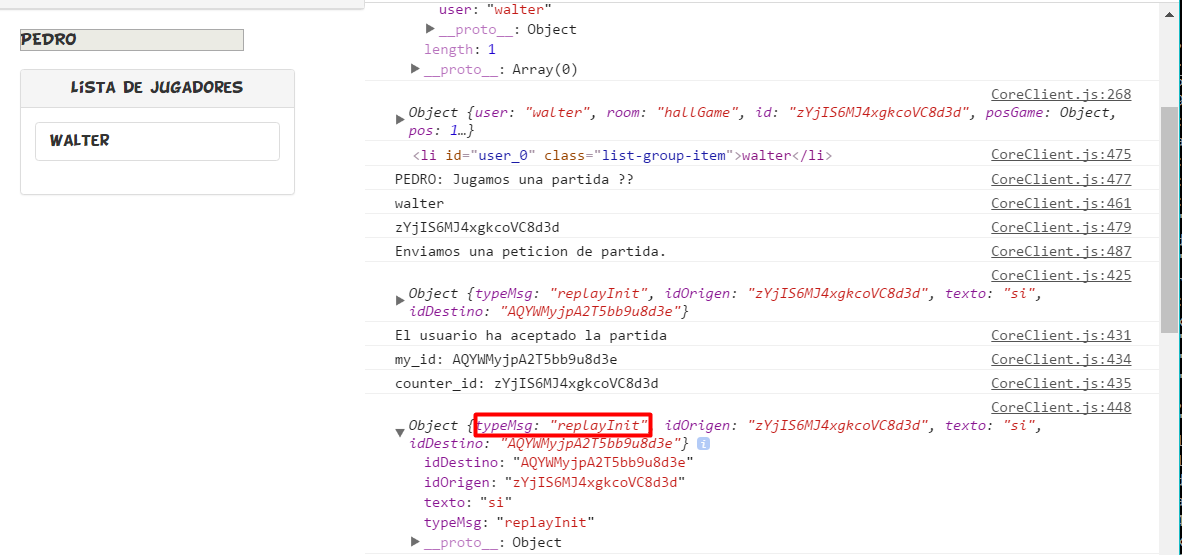 PEDRO
LISTA DE JUGADORES
WALTER
user: "walter"
▶ __proto__: Object
length: 1
▶ __proto__: Array(0)
CoreClient.js:268
▶ Object {user: "walter", room: "hallGame", id: "zYjIS6MJ4xgkcoVC8d3d", posGame: Object,
pos: 1…}
<li id="user_0" class="list-group-item">walter</li> CoreClient.js:475
PEDRO: Jugamos una partida ?? CoreClient.js:477
walter CoreClient.js:461
zYjIS6MJ4xgkcoVC8d3d CoreClient.js:479
Enviamos una peticion de partida. CoreClient.js:487
CoreClient.js:425
▶ Object {typeMsg: "replayInit", idOrigen: "zYjIS6MJ4xgkcoVC8d3d", texto: "si",
idDestino: "AQYWMyjpA2T5bb9u8d3e"}
El usuario ha aceptado la partida CoreClient.js:431
my_id: AQYWMyjpA2T5bb9u8d3e CoreClient.js:434
counter_id: zYjIS6MJ4xgkcoVC8d3d CoreClient.js:435
CoreClient.js:448
▼ Object {typeMsg: "replayInit", idOrigen: "zYjIS6MJ4xgkcoVC8d3d", texto: "si",
idDestino: "AQYWMyjpA2T5bb9u8d3e"} i
idDestino: "AQYWMyjpA2T5bb9u8d3e"
idOrigen: "zYjIS6MJ4xgkcoVC8d3d"
texto: "si"
typeMsg: "replayInit"
▶ __proto__: Object